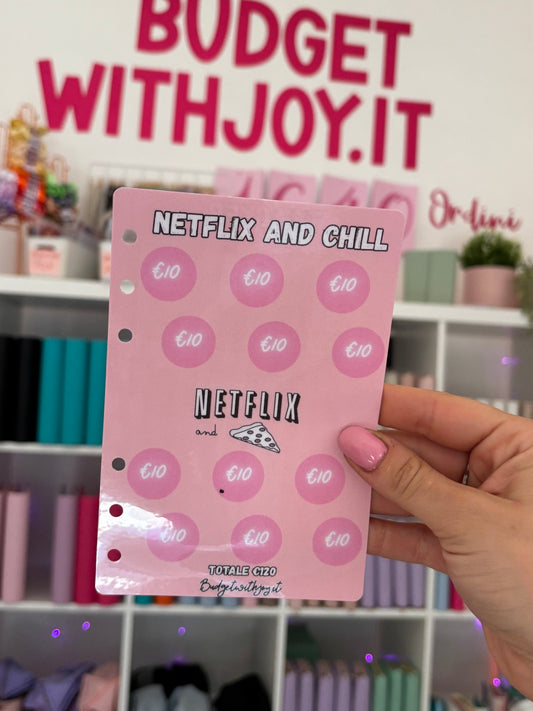 BUDGET
WITHJOY.IT
Ordini
NETFLIX AND CHILL
€10 €10 €10
€10 €10 €10
NETFLIX
and
€10 €10 €10
€10 €10 €10
TOTALE €120
Budgetwithjoy.it